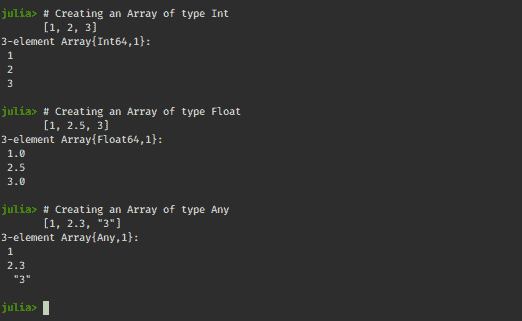 julia> # Creating an Array of type Int
       [1, 2, 3]
3-element Array{Int64,1}:
 1
 2
 3
julia> # Creating an Array of type Float
       [1, 2.5, 3]
3-element Array{Float64,1}:
 1.0
 2.5
 3.0
julia> # Creating an Array of type Any
       [1, 2.3, "3"]
3-element Array{Any,1}:
 1
 2.3
  "3"
julia>